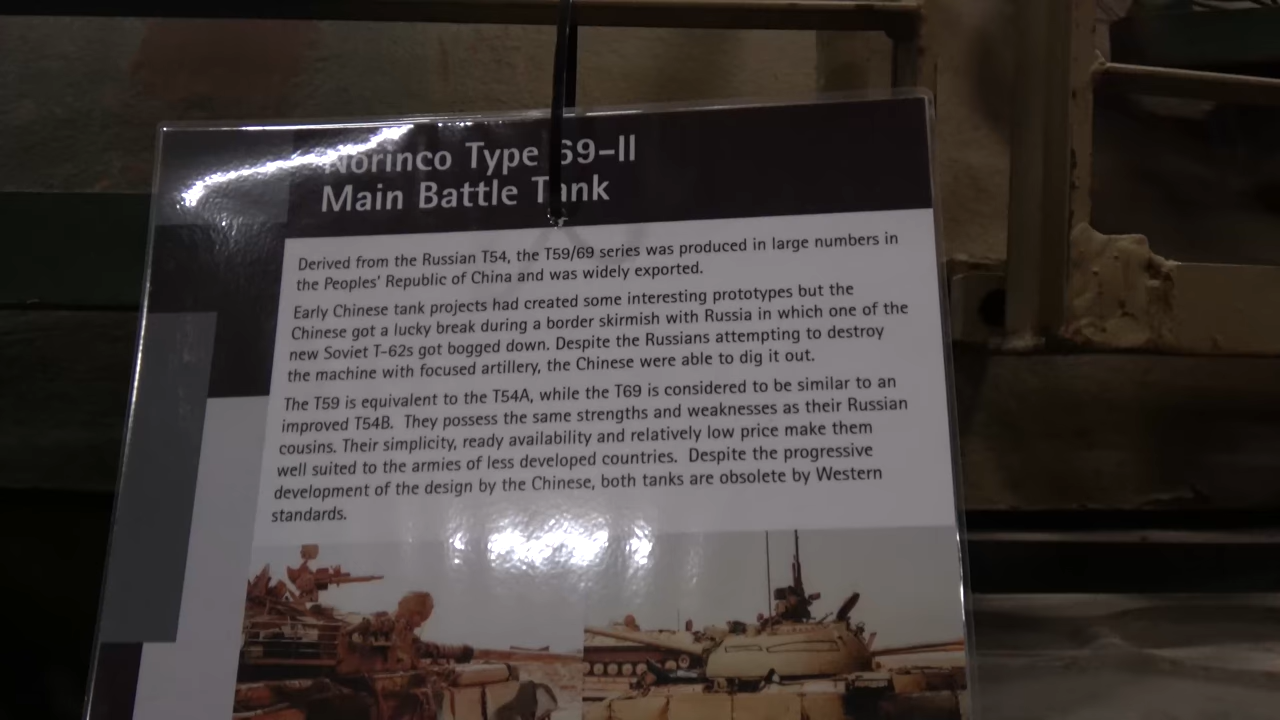 Norinco Type 69-II
Main Battle Tank
Derived from the Russian T54, the T59/69 series was produced in large numbers in
the Peoples' Republic of China and was widely exported.
Early Chinese tank projects had created some interesting prototypes but the
Chinese got a lucky break during a border skirmish with Russia in which one of the
new Soviet T-62s got bogged down. Despite the Russians attempting to destroy
the machine with focused artillery, the Chinese were able to dig it out.
The T59 is equivalent to the T54A, while the T69 is considered to be similar to an
improved T54B. They possess the same strengths and weaknesses as their Russian
cousins. Their simplicity, ready availability and relatively low price make them
well suited to the armies of less developed countries. Despite the progressive
development of the design by the Chinese, both tanks are obsolete by Western
standards.